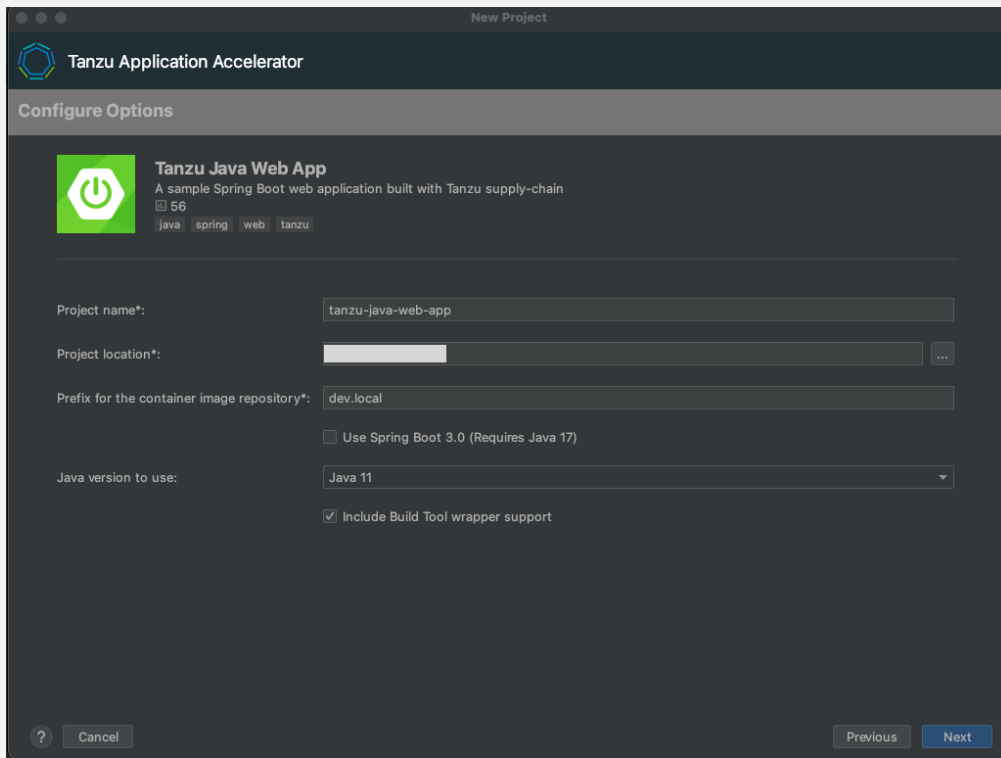 New Project
Tanzu Application Accelerator
Configure Options
Tanzu Java Web App
A sample Spring Boot web application built with Tanzu supply-chain
56
java spring web tanzu
Project name*: tanzu-java-web-app
Project location*: ...
Prefix for the container image repository*: dev.local
Use Spring Boot 3.0 (Requires Java 17)
Java version to use: Java 11
Include Build Tool wrapper support
? Cancel Previous Next